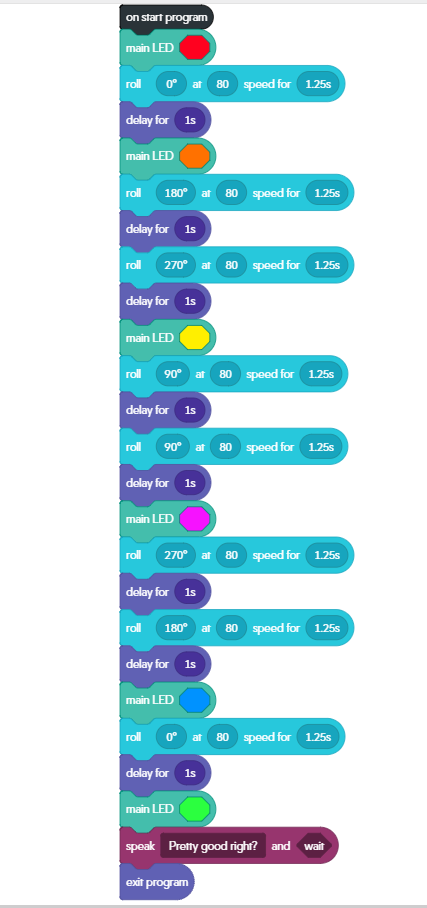 on start program
main LED
roll 0° at 80 speed for 1.25s
delay for 1s
main LED
roll 180° at 80 speed for 1.25s
delay for 1s
roll 270° at 80 speed for 1.25s
delay for 1s
main LED
roll 90° at 80 speed for 1.25s
delay for 1s
roll 90° at 80 speed for 1.25s
delay for 1s
main LED
roll 270° at 80 speed for 1.25s
delay for 1s
roll 180° at 80 speed for 1.25s
delay for 1s
main LED
roll 0° at 80 speed for 1.25s
delay for 1s
main LED
speak Pretty good right? and wait
exit program